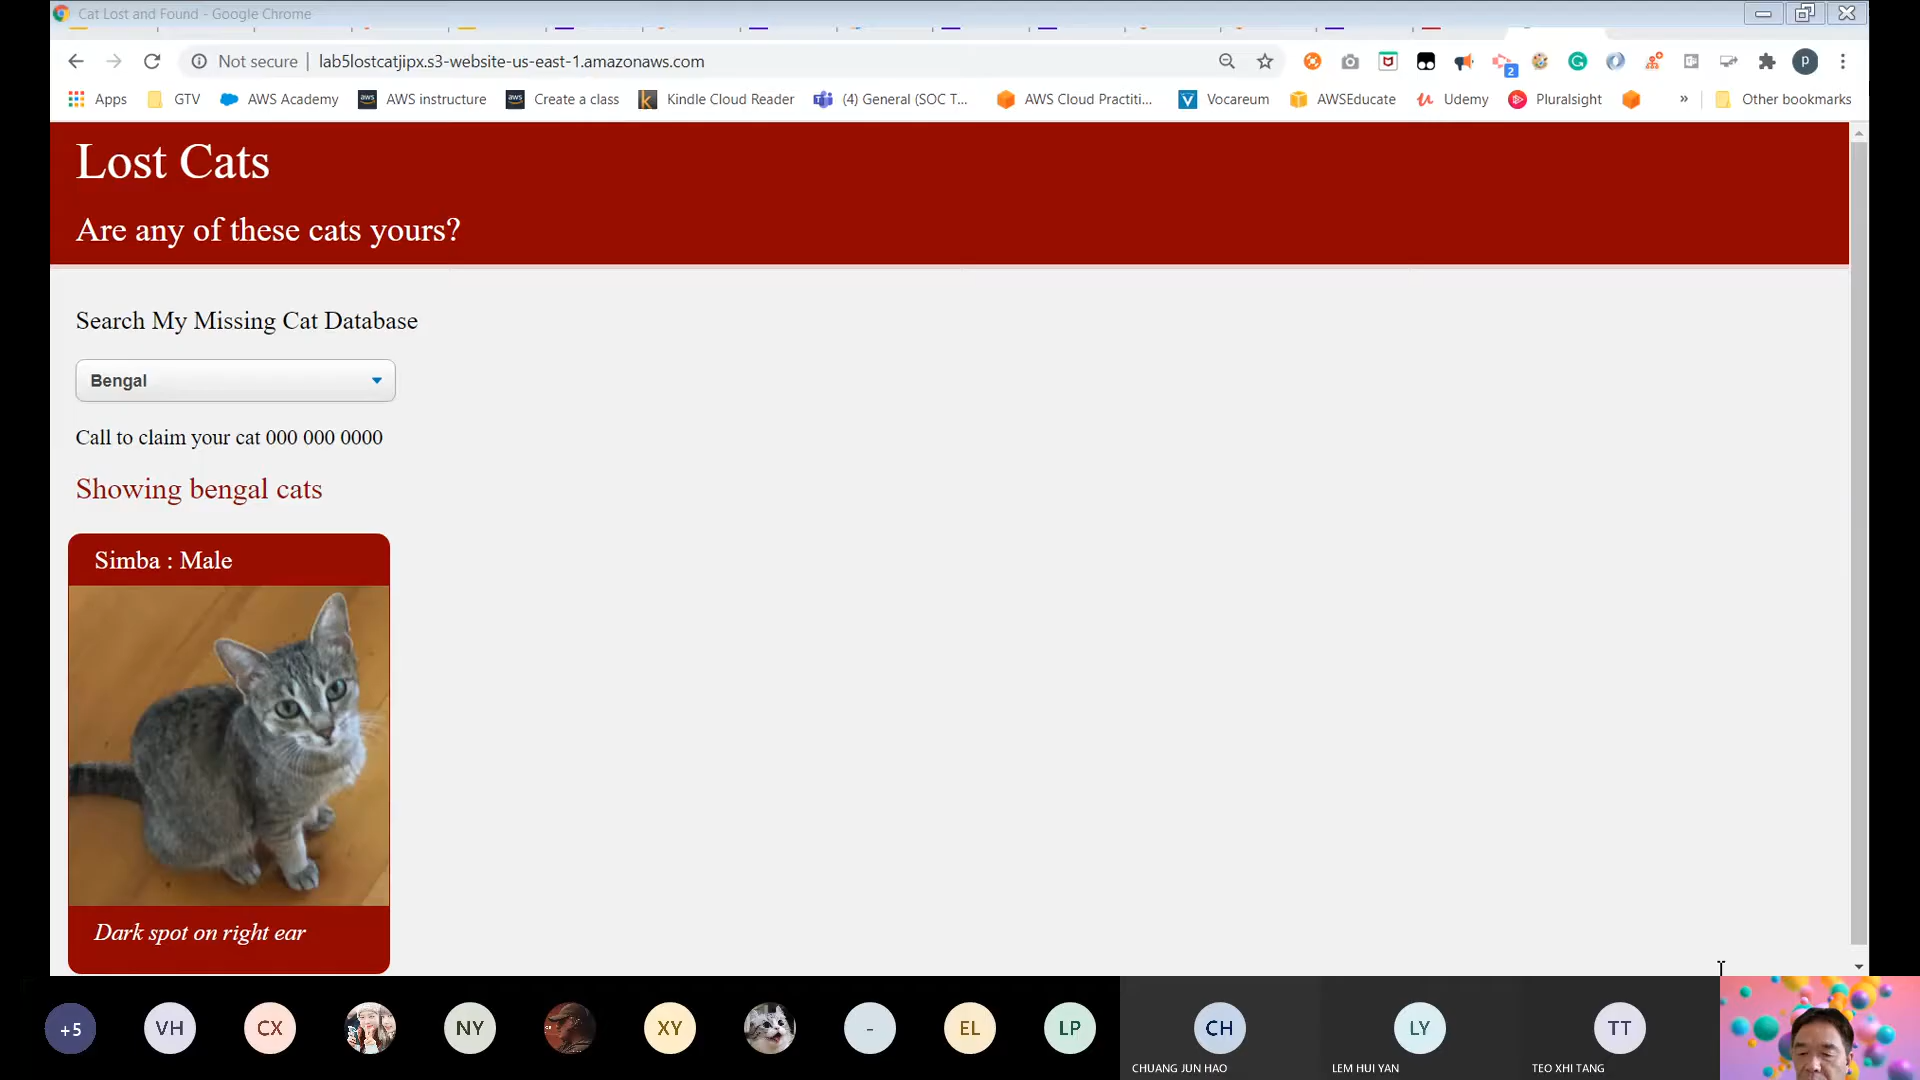 Cat Lost and Found - Google Chrome
Not secure | lab5lostcatjipx.s3-website-us-east-1.amazonaws.com
2
p
Apps GTV AWS Academy aws AWS instructure aws Create a class Kindle Cloud Reader (4) General (SOC T... AWS Cloud Practiti... Vocareum AWSEducate Udemy Pluralsight » Other bookmarks
Lost Cats
Are any of these cats yours?
Search My Missing Cat Database
Bengal
Call to claim your cat 000 000 0000
Showing bengal cats
Simba : Male
Dark spot on right ear
+5 VH CX NY XY - EL LP CH LY TT
CHUANG JUN HAO LEM HUI YAN TEO XHI TANG